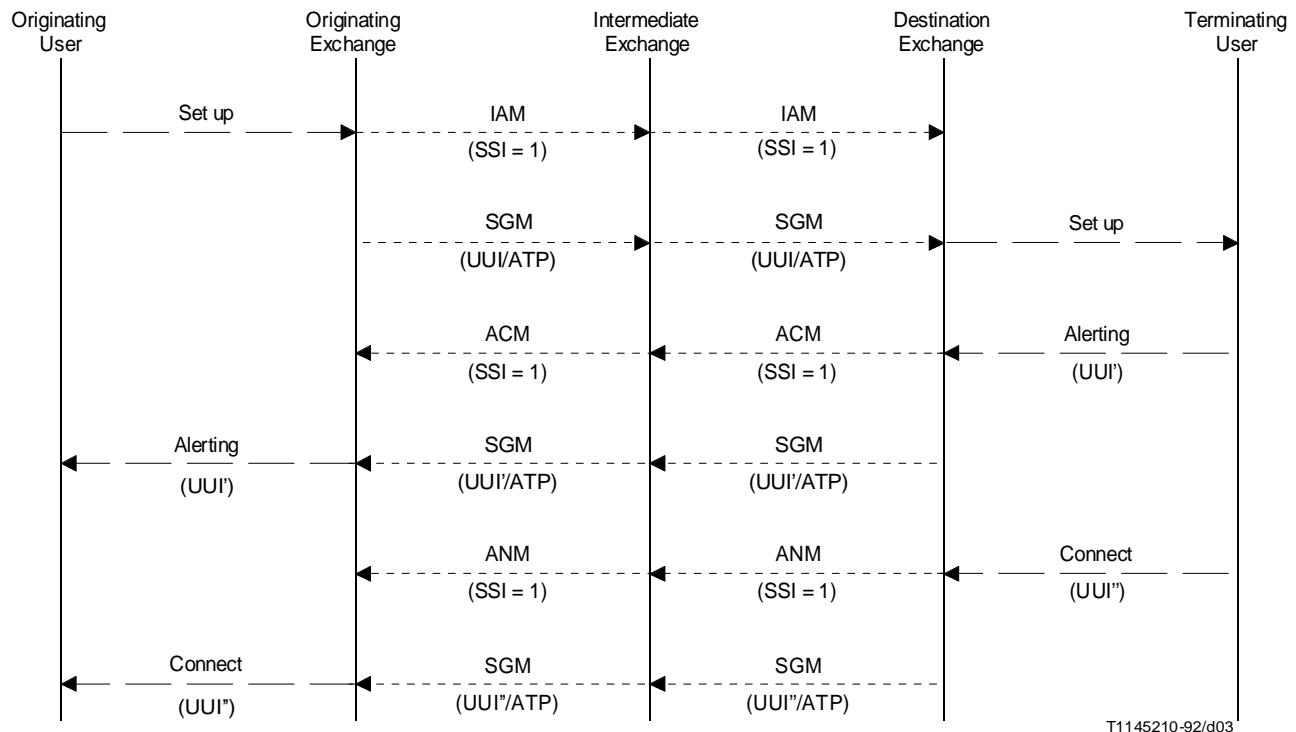 Originating User
Originating Exchange
Intermediate Exchange
Destination Exchange
Terminating User
Set up
IAM
IAM
(SSI = 1)
(SSI = 1)
SGM
SGM
Set up
(UUI/ATP)
(UUI/ATP)
ACM
ACM
Alerting
(SSI = 1)
(SSI = 1)
(UUI')
Alerting
SGM
SGM
(UUI')
(UUI'/ATP)
(UUI'/ATP)
ANM
ANM
Connect
(SSI = 1)
(SSI = 1)
(UUI'')
Connect
SGM
SGM
(UUI'')
(UUI''/ATP)
(UUI''/ATP)
T1145210-92/d03